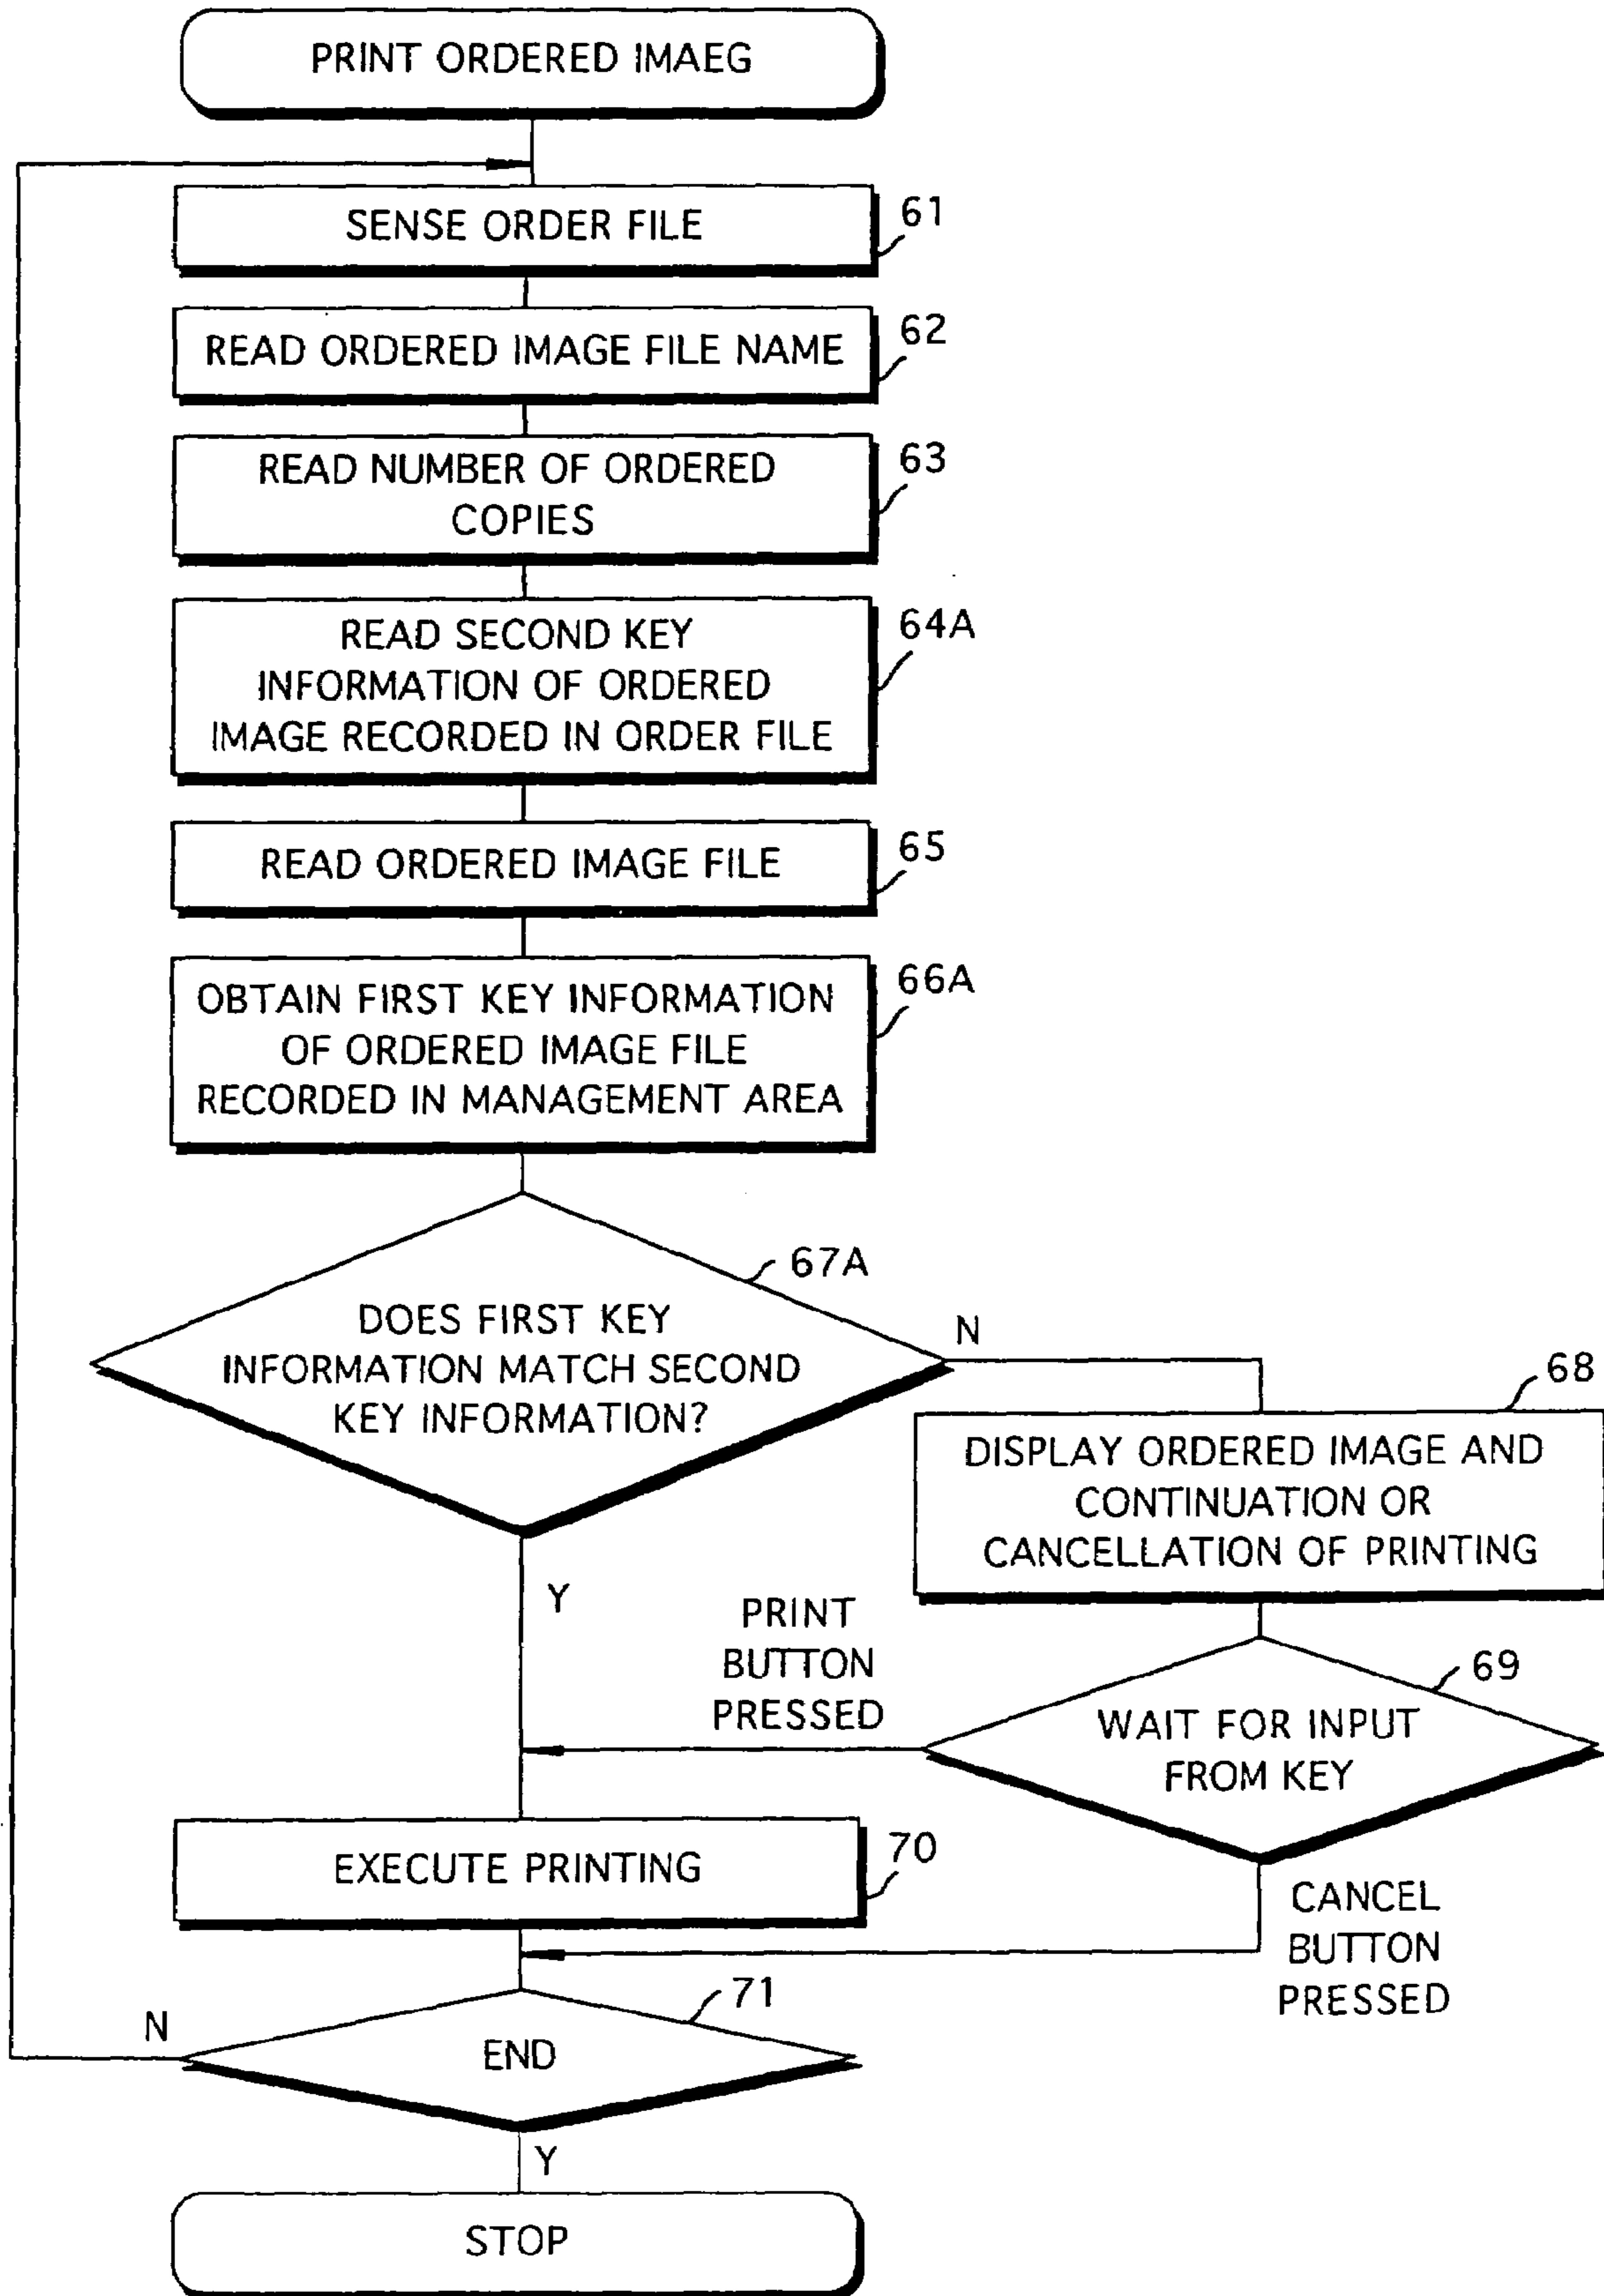 PRINT ORDERED IMAEG
SENSE ORDER FILE
61
READ ORDERED IMAGE FILE NAME
62
READ NUMBER OF ORDERED
COPIES
63
READ SECOND KEY
INFORMATION OF ORDERED
IMAGE RECORDED IN ORDER FILE
64A
READ ORDERED IMAGE FILE
65
OBTAIN FIRST KEY INFORMATION
OF ORDERED IMAGE FILE
RECORDED IN MANAGEMENT AREA
66A
67A
DOES FIRST KEY
INFORMATION MATCH SECOND
KEY INFORMATION?
N
68
DISPLAY ORDERED IMAGE AND
CONTINUATION OR
CANCELLATION OF PRINTING
Y
PRINT
BUTTON
PRESSED
69
WAIT FOR INPUT
FROM KEY
EXECUTE PRINTING
70
CANCEL
BUTTON
PRESSED
71
N
END
Y
STOP